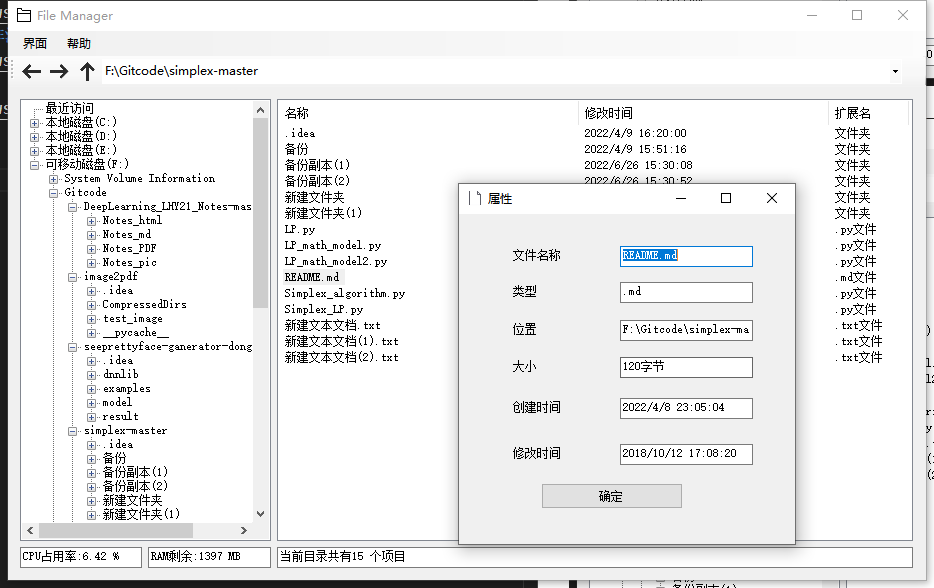 File Manager
界面 帮助
F:\Gitcode\simplex-master
最近访问
本地磁盘(C:)
本地磁盘(D:)
本地磁盘(E:)
可移动磁盘(F:)
System Volume Information
Gitcode
DeepLearning_LHY21_Notes-mas
Notes_html
Notes_md
Notes_PDF
Notes_pic
image2pdf
.idea
CompressedDirs
test_image
__pycache__
seeprettyface-ganerator-dong
.idea
dnnlib
examples
model
result
simplex-master
.idea
备份
备份副本(1)
备份副本(2)
新建文件夹
新建文件夹(1)
名称 修改时间 扩展名
.idea 2022/4/9 16:20:00 文件夹
备份 2022/4/9 15:51:16 文件夹
备份副本(1) 2022/6/26 15:30:08 文件夹
备份副本(2) 2022/6/26 15:30:52 文件夹
新建文件夹 文件夹
新建文件夹(1) 文件夹
LP.py .py文件
LP_math_model.py .py文件
LP_math_model2.py .py文件
README.md .md文件
Simplex_algorithm.py .py文件
Simplex_LP.py .py文件
新建文本文档.txt .txt文件
新建文本文档(1).txt .txt文件
新建文本文档(2).txt .txt文件
属性
文件名称 README.md
类型 .md
位置 F:\Gitcode\simplex-ma
大小 120字节
创建时间 2022/4/8 23:05:04
修改时间 2018/10/12 17:08:20
确定
CPU占用率:6.42 % RAM剩余:1397 MB 当前目录共有15 个项目